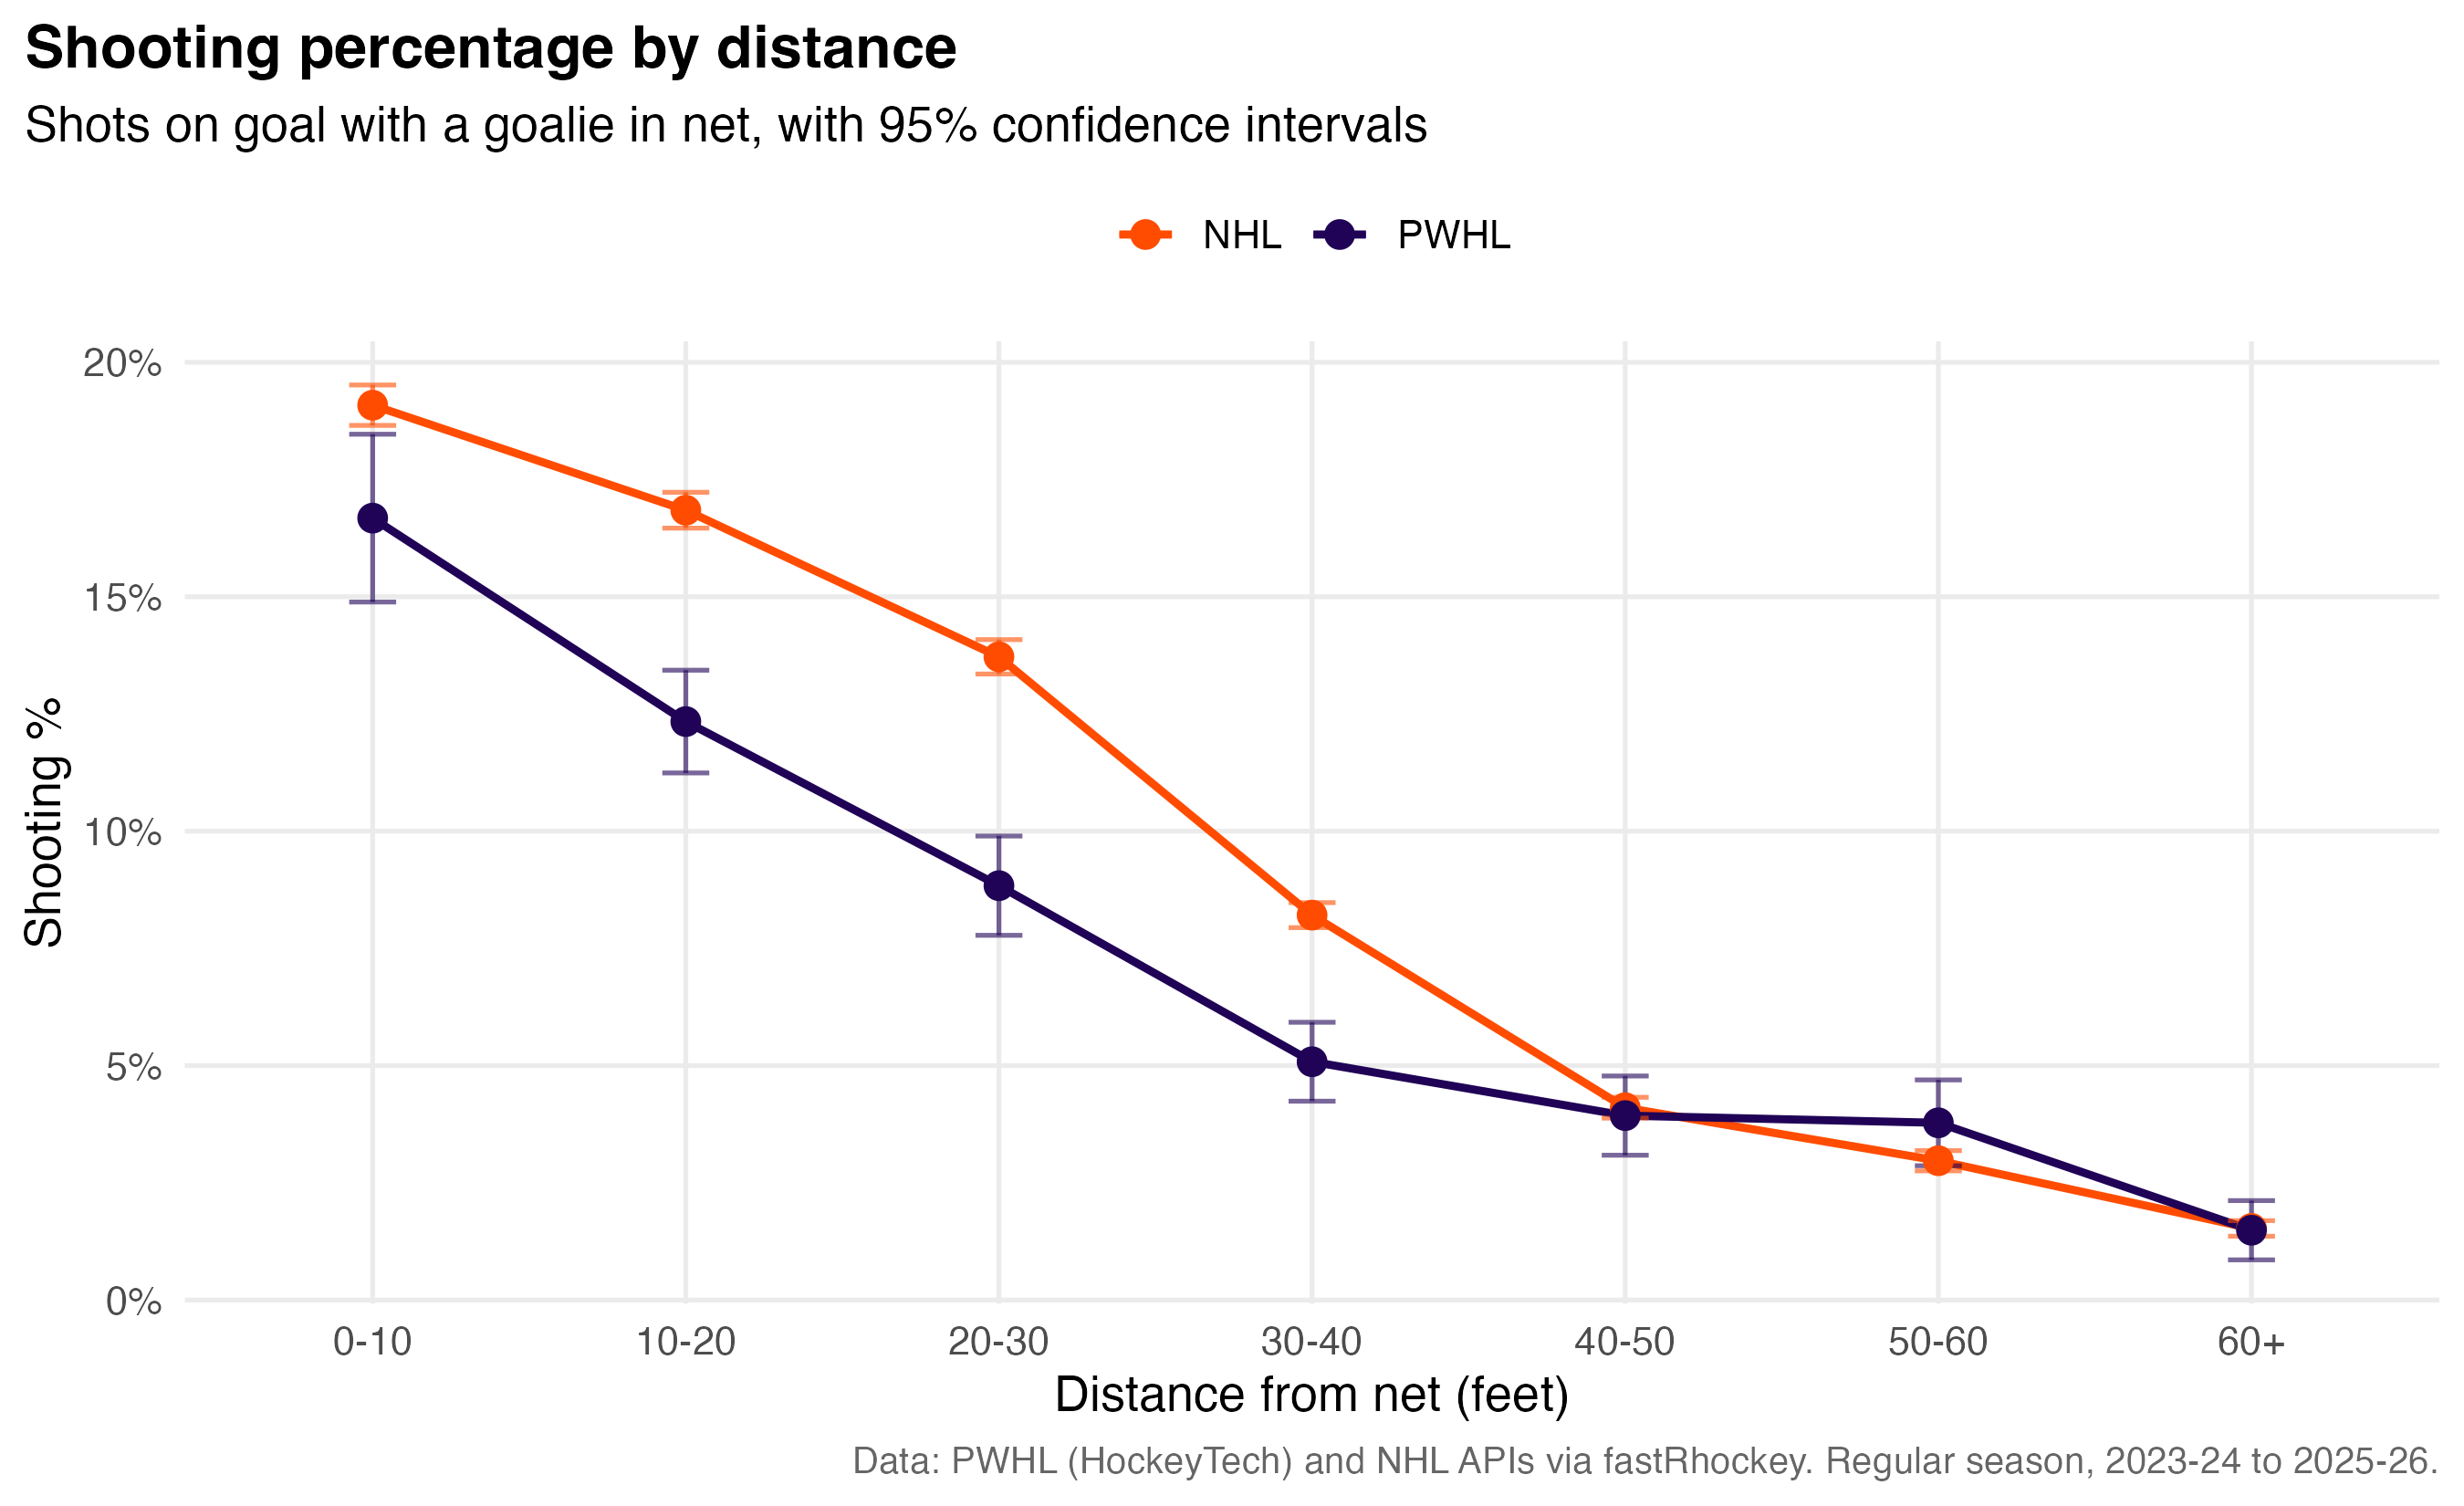 Shooting percentage by distance
Shots on goal with a goalie in net, with 95% confidence intervals
NHL PWHL
20%
15%
10%
5%
0%
Shooting %
0-10 10-20 20-30 30-40 40-50 50-60 60+
Distance from net (feet)
Data: PWHL (HockeyTech) and NHL APIs via fastRhockey. Regular season, 2023-24 to 2025-26.